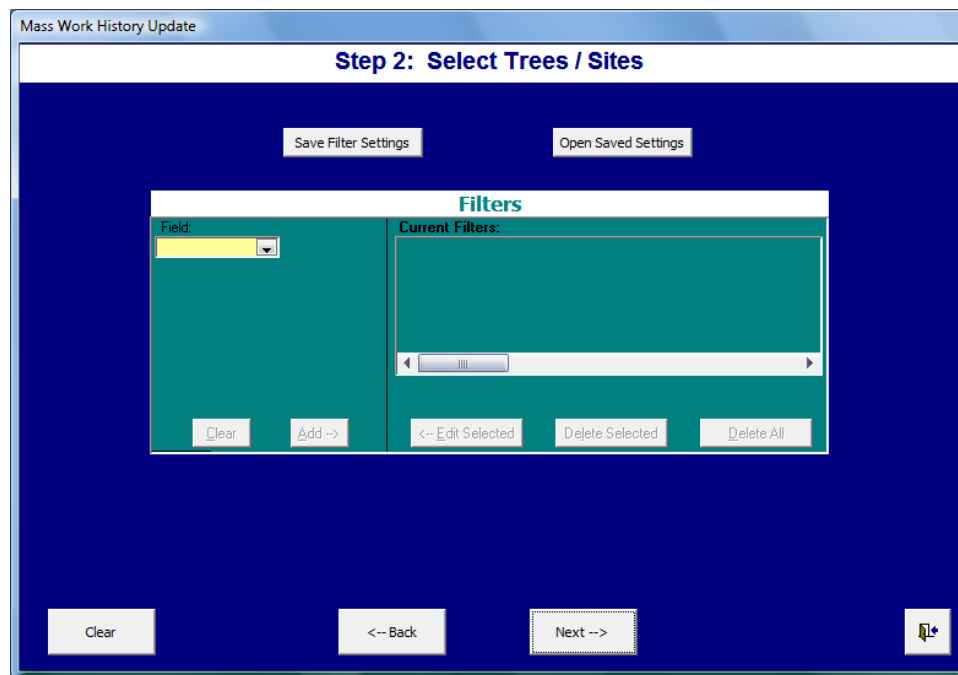 Mass Work History Update
Step 2: Select Trees / Sites
Save Filter Settings Open Saved Settings
Filters
Field: Current Filters:
Clear Add --> <-- Edit Selected Delete Selected Delete All
Clear <-- Back Next -->